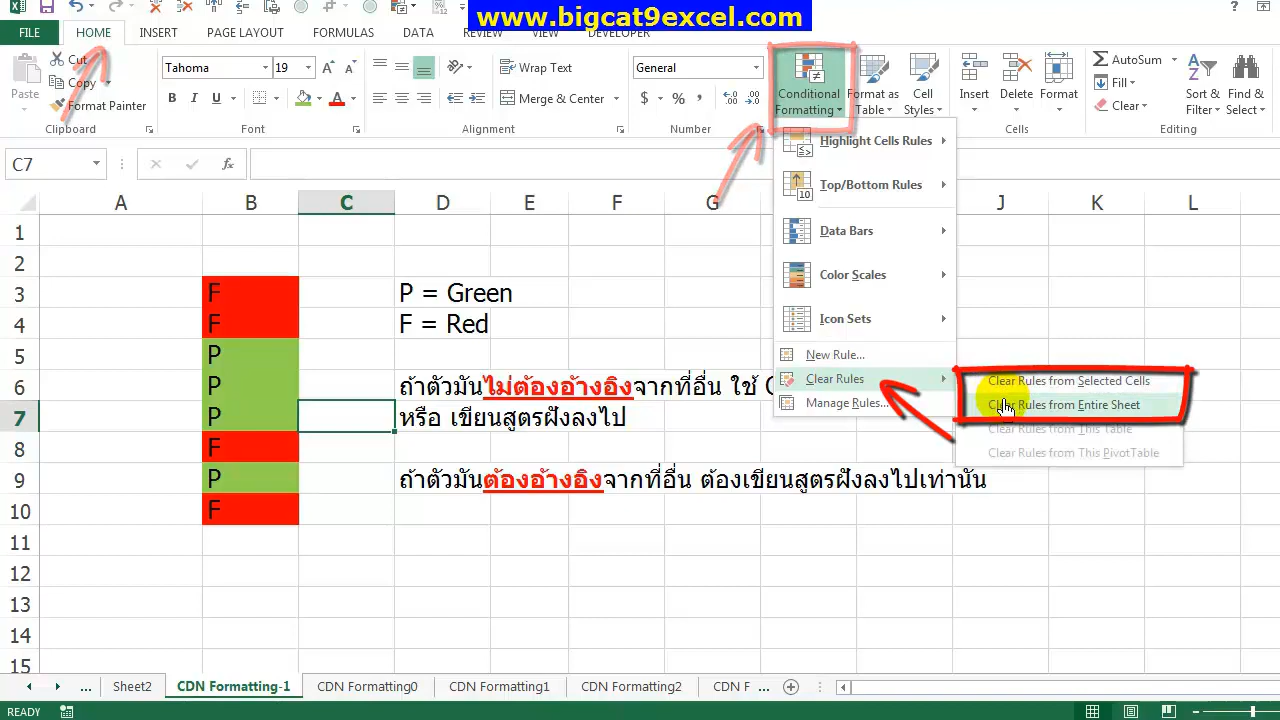 www.bigcat9excel.com
FILE HOME INSERT PAGE LAYOUT FORMULAS DATA REVIEW VIEW DEVELOPER
Cut
Copy
Format Painter
Paste
Clipboard
Tahoma 19
B I U A
Font
Wrap Text
Merge & Center
Alignment
General
$ % ,
Number
Conditional Formatting
Format as Table
Cell Styles
Insert Delete Format
Cells
AutoSum
Fill
Clear
Sort & Filter
Find & Select
Editing
C7 fx
Highlight Cells Rules
Top/Bottom Rules
Data Bars
Color Scales
Icon Sets
New Rule...
Clear Rules
Manage Rules...
Clear Rules from Selected Cells
Clear Rules from Entire Sheet
Clear Rules from This Table
Clear Rules from This PivotTable
A B C D E F G J K L
1
2
3 F P = Green
4 F F = Red
5 P
6 P ถ้าตัวมันไม่ต้องอ้างอิงจากที่อื่น ใช้
7 P หรือ เขียนสูตรฝังลงไป
8 F
9 P ถ้าตัวมันต้องอ้างอิงจากที่อื่น ต้องเขียนสูตรฝังลงไปเท่านั้น
10 F
11
12
13
14
15
... Sheet2 CDN Formatting-1 CDN Formatting0 CDN Formatting1 CDN Formatting2 CDN F ...
READY